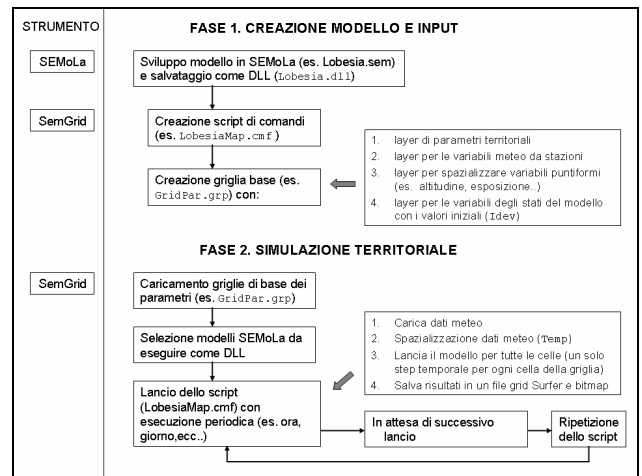 STRUMENTO
FASE 1. CREAZIONE MODELLO E INPUT
SEMoLa
Sviluppo modello in SEMoLa (es. Lobesia.sem)
e salvataggio come DLL (Lobesia.dll)
SemGrid
Creazione script di comandi
(es. LobesiaMap.cmf )
Creazione griglia base (es.
GridPar.grp) con:
1. layer di parametri territoriali
2. layer per le variabili meteo da stazioni
3. layer per spazializzare variabili puntiformi
(es. altitudine, esposizione..)
4. layer per le variabili degli stati del modello
con i valori iniziali (Idev)
FASE 2. SIMULAZIONE TERRITORIALE
SemGrid
Caricamento griglie di base dei
parametri (es. GridPar.grp)
Selezione modelli SEMoLa da
eseguire come DLL
Lancio dello script
(LobesiaMap.cmf) con
esecuzione periodica (es. ora,
giorno,ecc..)
1. Carica dati meteo
2. Spazializzazione dati meteo (Temp)
3. Lancia il modello per tutte le celle (un solo
step temporale per ogni cella della griglia)
4. Salva risultati in un file grid Surfer e bitmap
In attesa di successivo
lancio
Ripetizione
dello script